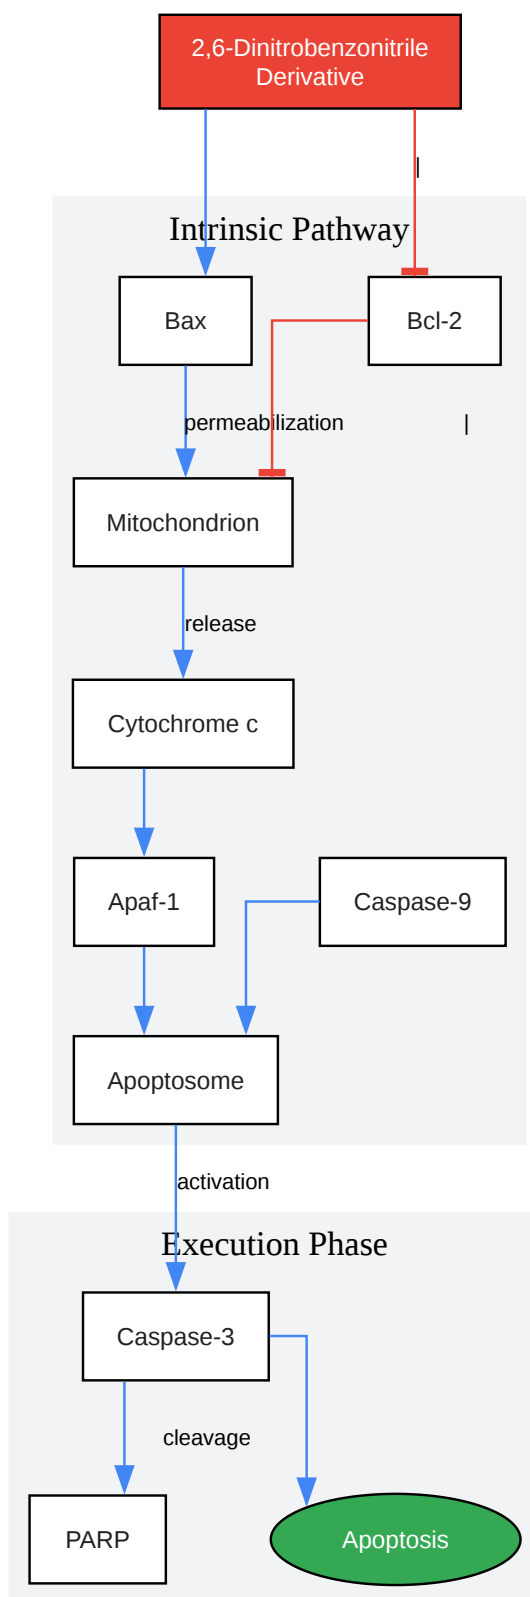 2,6-Dinitrobenzonitrile
Derivative
|
Intrinsic Pathway
Bax
Bcl-2
permeabilization
|
Mitochondrion
release
Cytochrome c
Apaf-1
Caspase-9
Apoptosome
activation
Execution Phase
Caspase-3
cleavage
PARP
Apoptosis